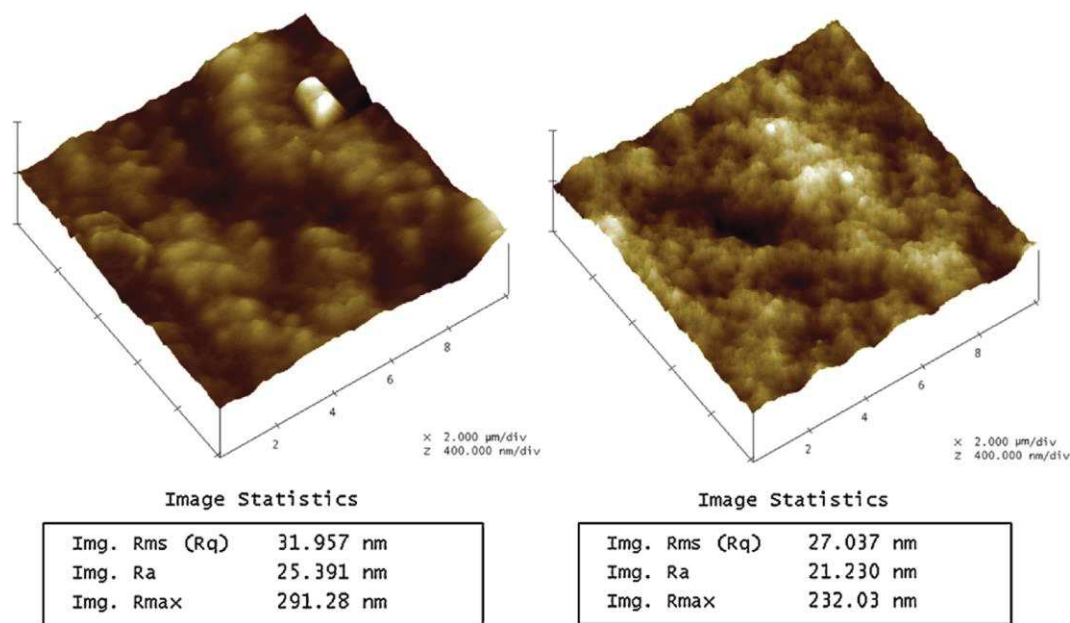 2
4
6
8
X 2.000 µm/div
Z 400.000 nm/div
Image Statistics
Img. Rms (Rq) 31.957 nm
Img. Ra 25.391 nm
Img. Rmax 291.28 nm
2
4
6
8
X 2.000 µm/div
Z 400.000 nm/div
Image Statistics
Img. Rms (Rq) 27.037 nm
Img. Ra 21.230 nm
Img. Rmax 232.03 nm